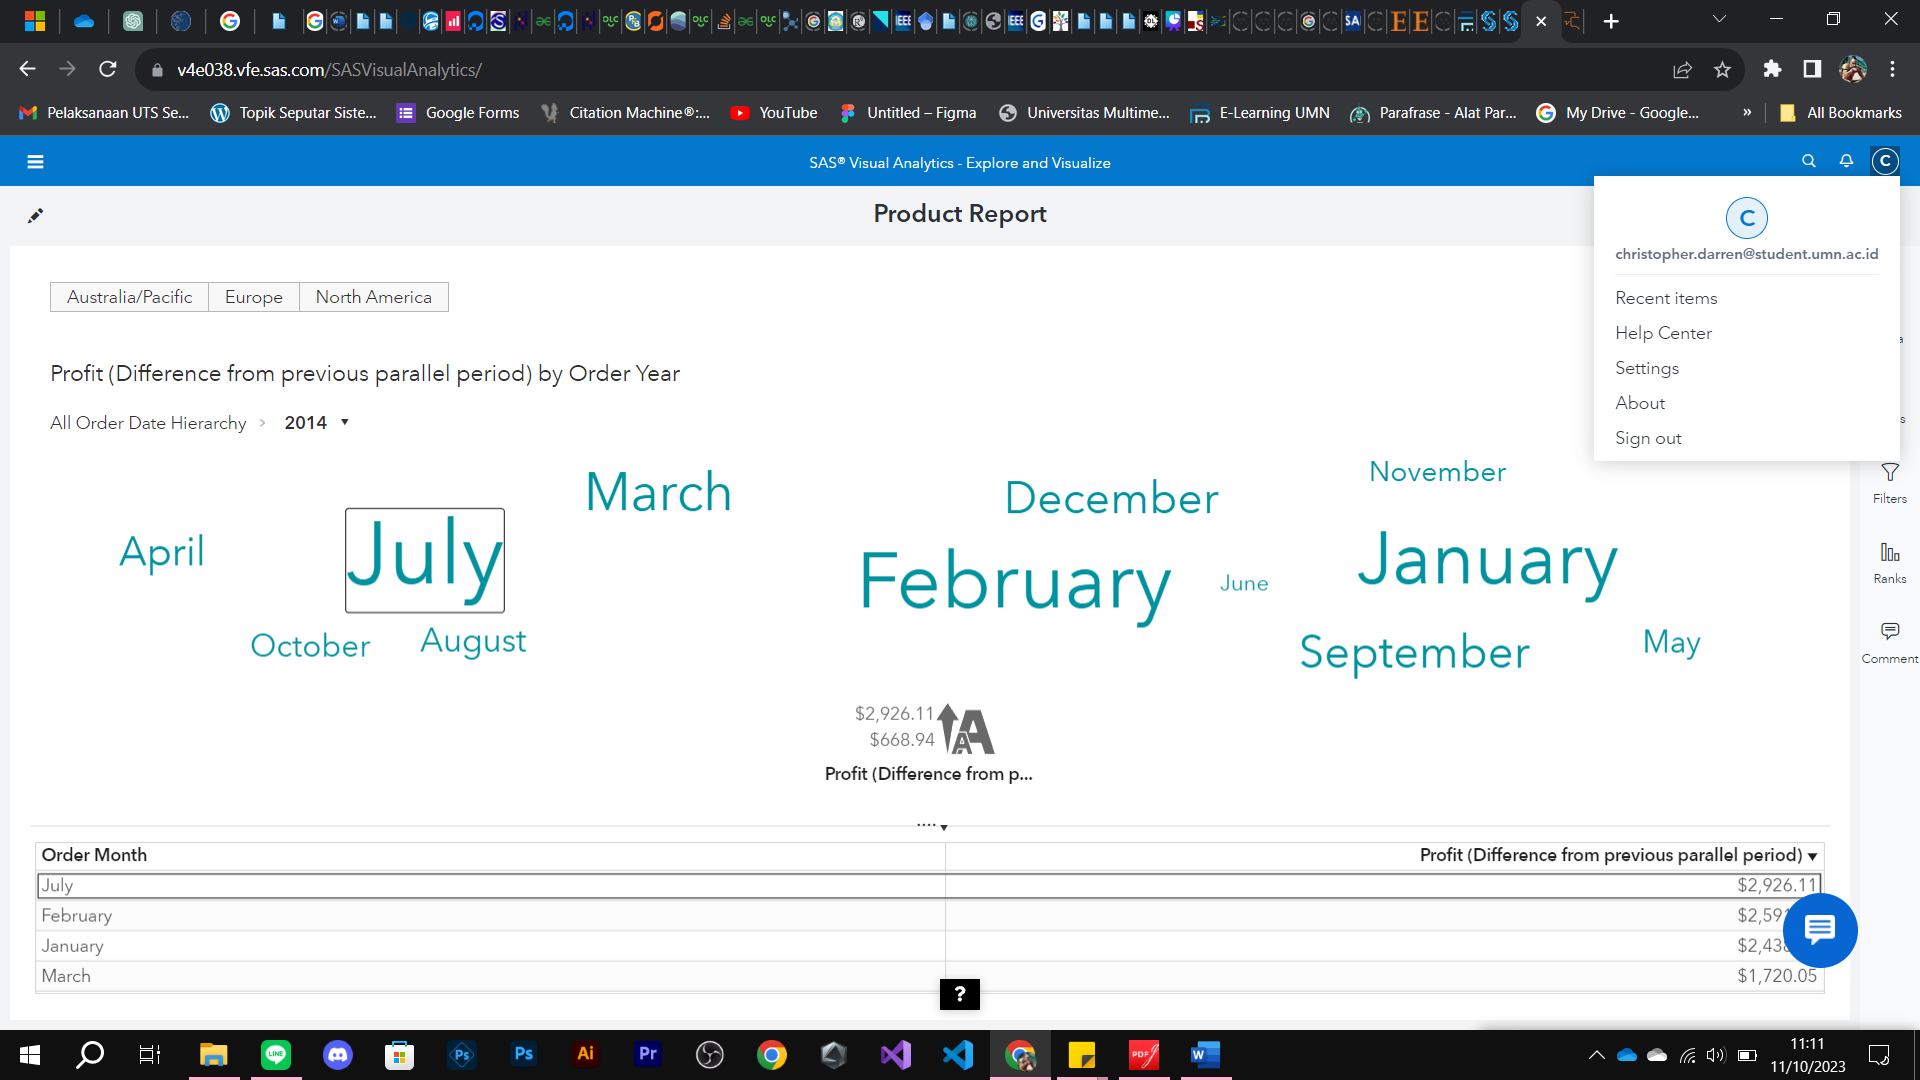 v4e038.vfe.sas.com/SASVisualAnalytics/
Pelaksanaan UTS Se...
Topik Seputar Siste...
Google Forms
Citation Machine®:...
YouTube
Untitled – Figma
Universitas Multime...
E-Learning UMN
Parafrase - Alat Par...
My Drive - Google...
»
All Bookmarks
SAS® Visual Analytics - Explore and Visualize
C
Product Report
C
christopher.darren@student.umn.ac.id
Recent items
Help Center
Settings
About
Sign out
Australia/Pacific
Europe
North America
Profit (Difference from previous parallel period) by Order Year
All Order Date Hierarchy > 2014
November
March
December
April
July
February
June
January
October
August
September
May
Filters
Ranks
Comment
$2,926.11
$668.94
Profit (Difference from p...
Order Month
Profit (Difference from previous parallel period)
July
$2,926.11
February
$2,59
January
$2,43
March
$1,720.05
?
11:11
11/10/2023